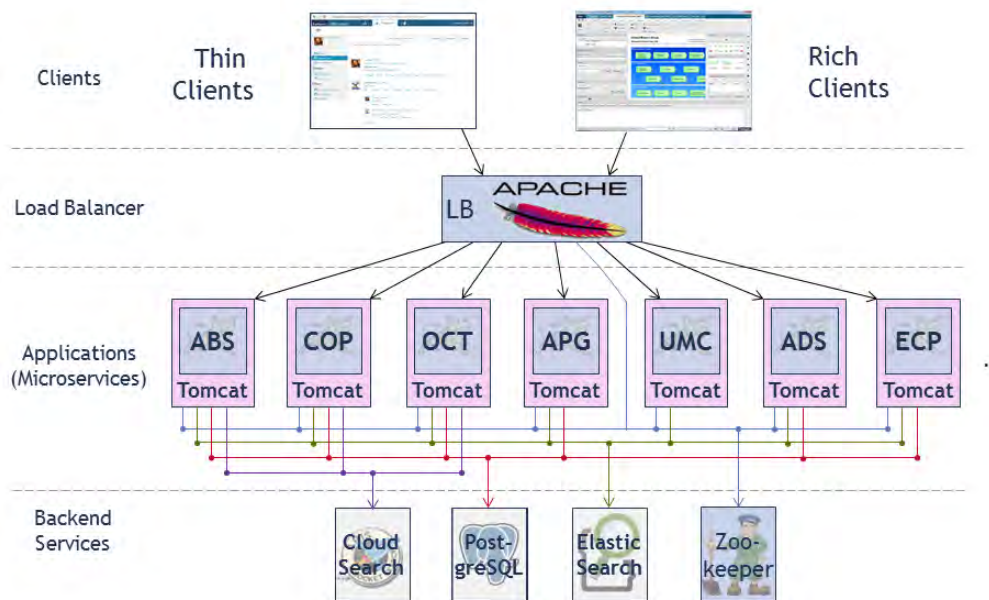 Clients
Thin
Clients
Rich
Clients
Load Balancer
LB
APACHE
Applications
(Microservices)
ABS
Tomcat
COP
Tomcat
OCT
Tomcat
APG
Tomcat
UMC
Tomcat
ADS
Tomcat
ECP
Tomcat
.
Backend
Services
Cloud
Search
Post-
greSQL
Elastic
Search
Zoo-
keeper